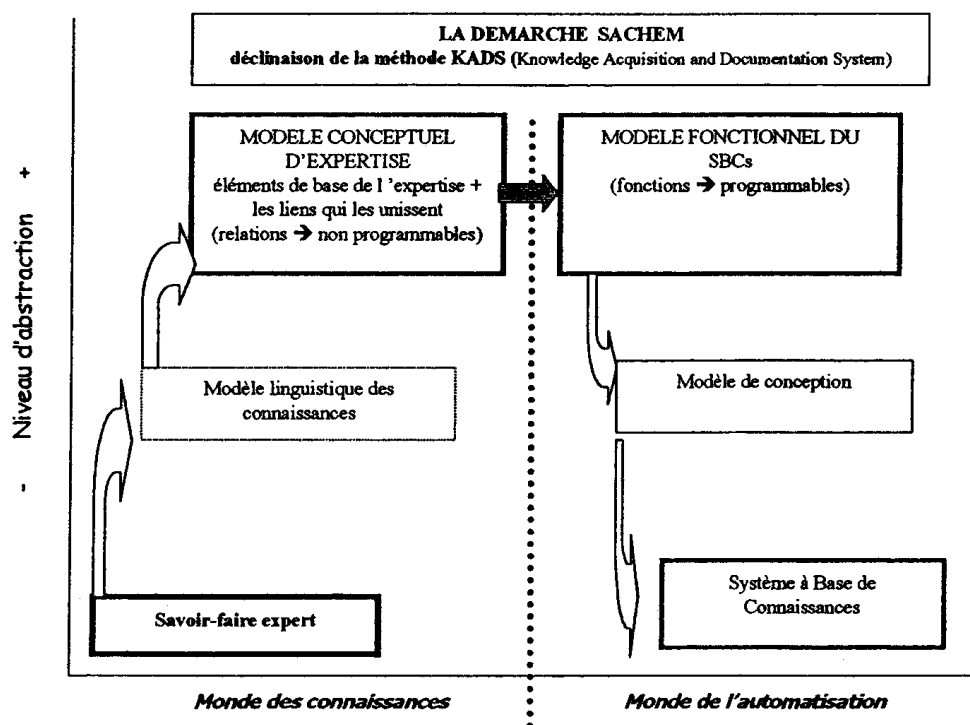 LA DEMARCHE SACHEM
déclinaison de la méthode KADS (Knowledge Acquisition and Documentation System)
MODELE CONCEPTUEL
D'EXPERTISE
éléments de base de l 'expertise +
les liens qui les unissent
(relations ➔ non programmables)
MODELE FONCTIONNEL DU
SBCs
(fonctions ➔ programmables)
- Niveau d'abstraction +
Modèle linguistique des
connaissances
Modèle de conception
Savoir-faire expert
Système à Base de
Connaissances
Monde des connaissances
Monde de l'automatisation